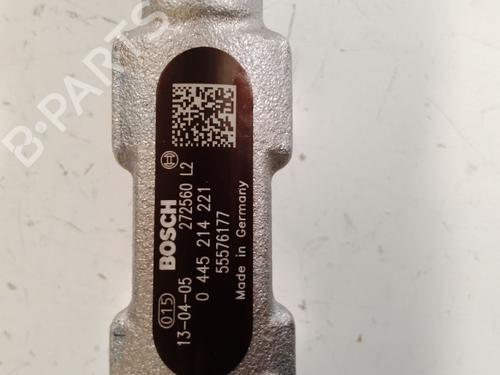 BOSCH
015
13-04-05 272560 L2
0 445 214 221
55576177
Made in Germany
B-PARTS